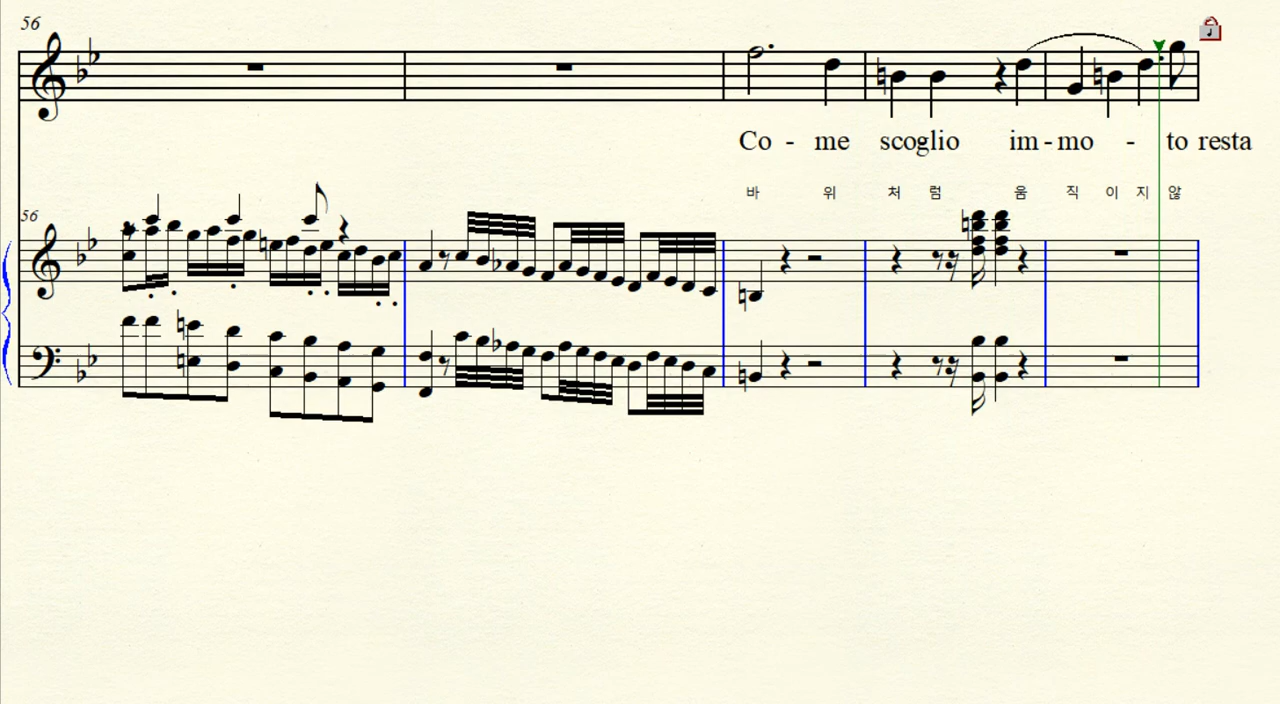 56
Co - me scoglio im - mo - to resta
바 위 처 럼 움 직 이 지 않
56